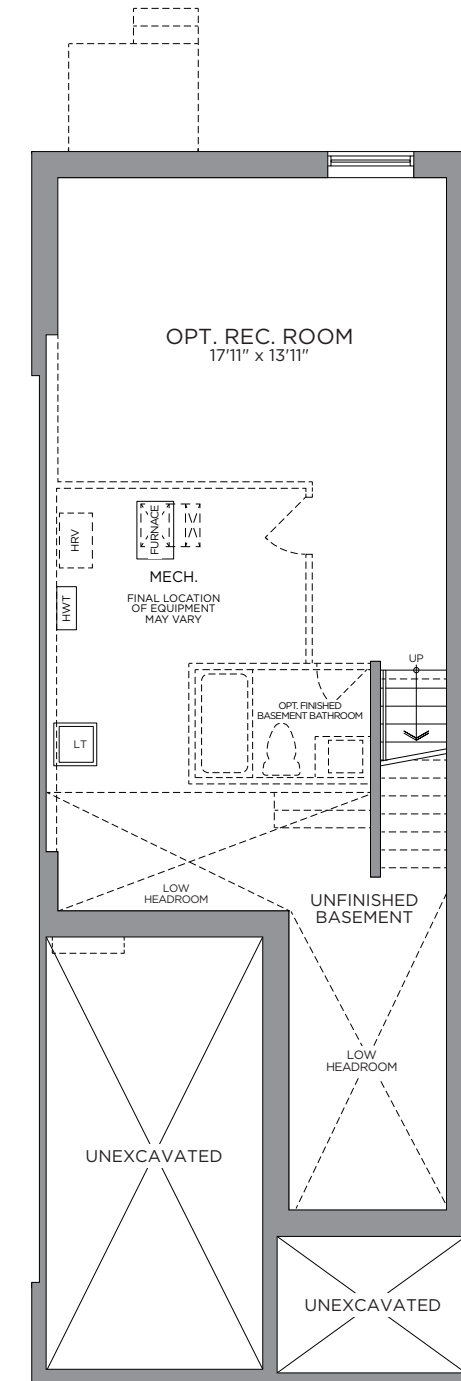 OPT. REC. ROOM
17'11" x 13'11"
HRV
FURNACE
MECH.
FINAL LOCATION
OF EQUIPMENT
MAY VARY
HWT
UP
OPT. FINISHED
BASEMENT BATHROOM
LT
LOW
HEADROOM
UNFINISHED
BASEMENT
LOW
HEADROOM
UNEXCAVATED
UNEXCAVATED